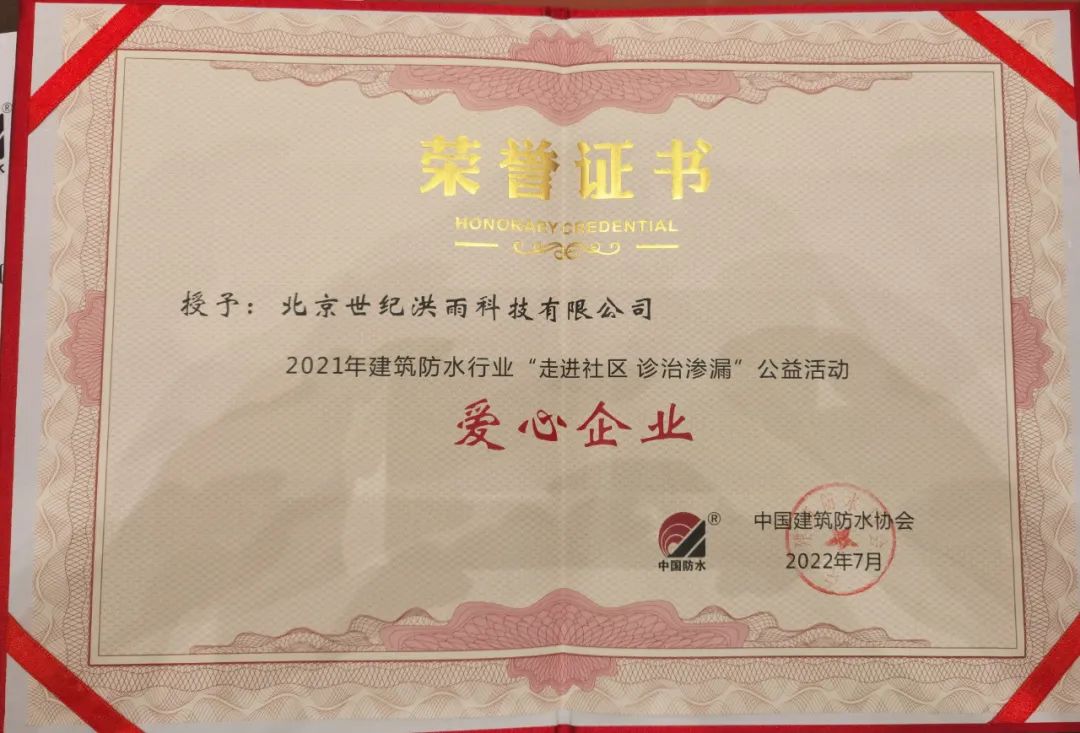 荣誉证书
HONORARY CREDENTIAL
授予：北京世纪洪雨科技有限公司
2021年建筑防水行业“走进社区 诊治渗漏”公益活动
爱心企业
®
中国防水
中国建筑防水协会
2022年7月